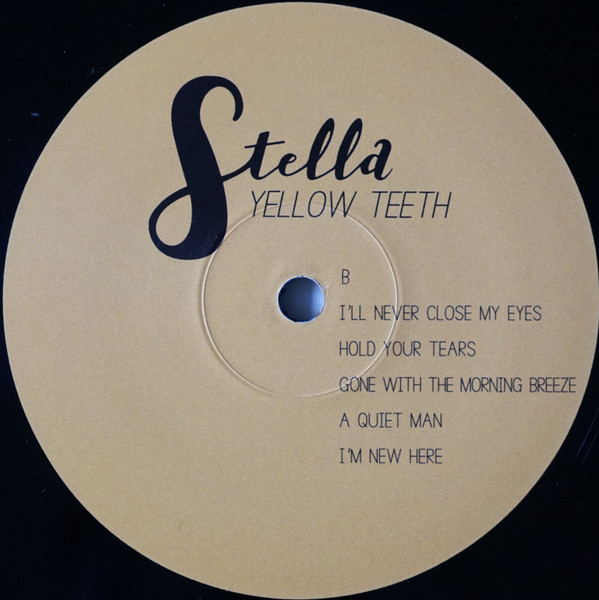 Stella
YELLOW TEETH
B
I'LL NEVER CLOSE MY EYES
HOLD YOUR TEARS
GONE WITH THE MORNING BREEZE
A QUIET MAN
I'M NEW HERE